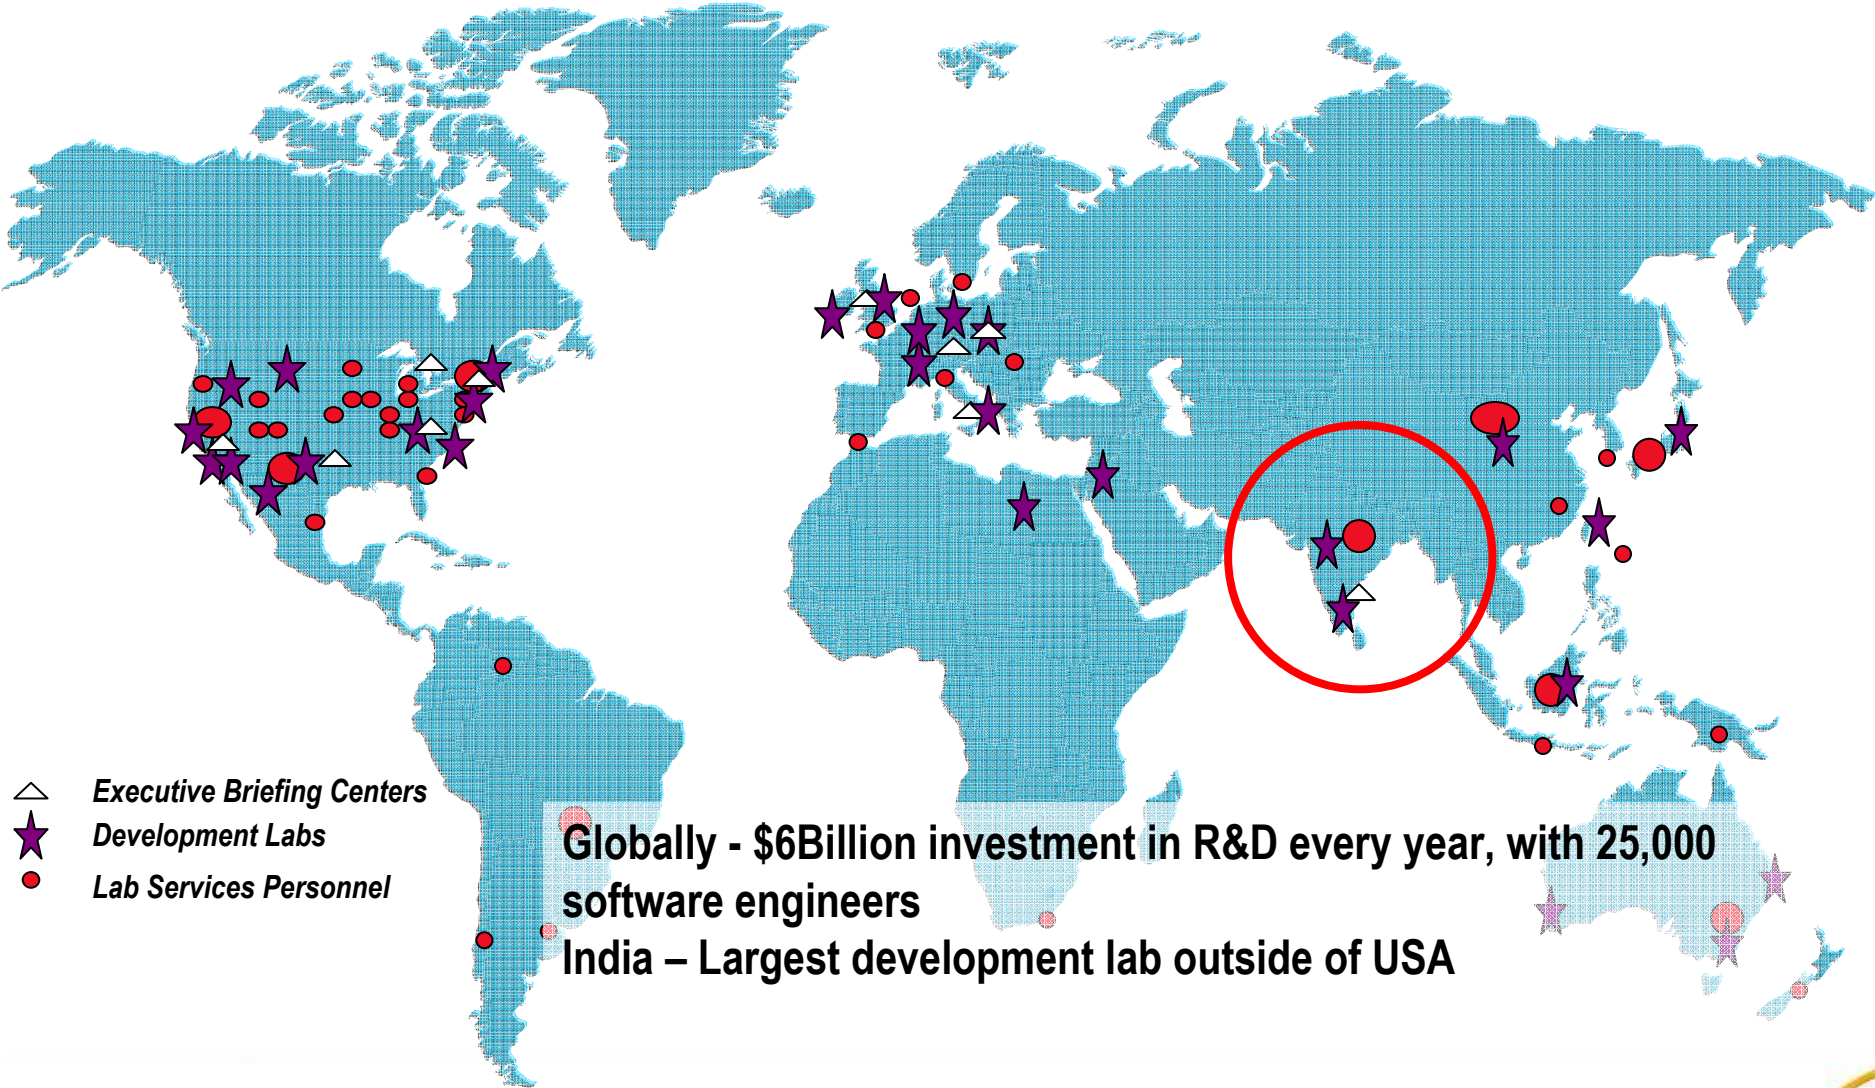 Executive Briefing Centers
Development Labs
Lab Services Personnel
Globally - $6Billion investment in R&D every year, with 25,000
software engineers
India – Largest development lab outside of USA